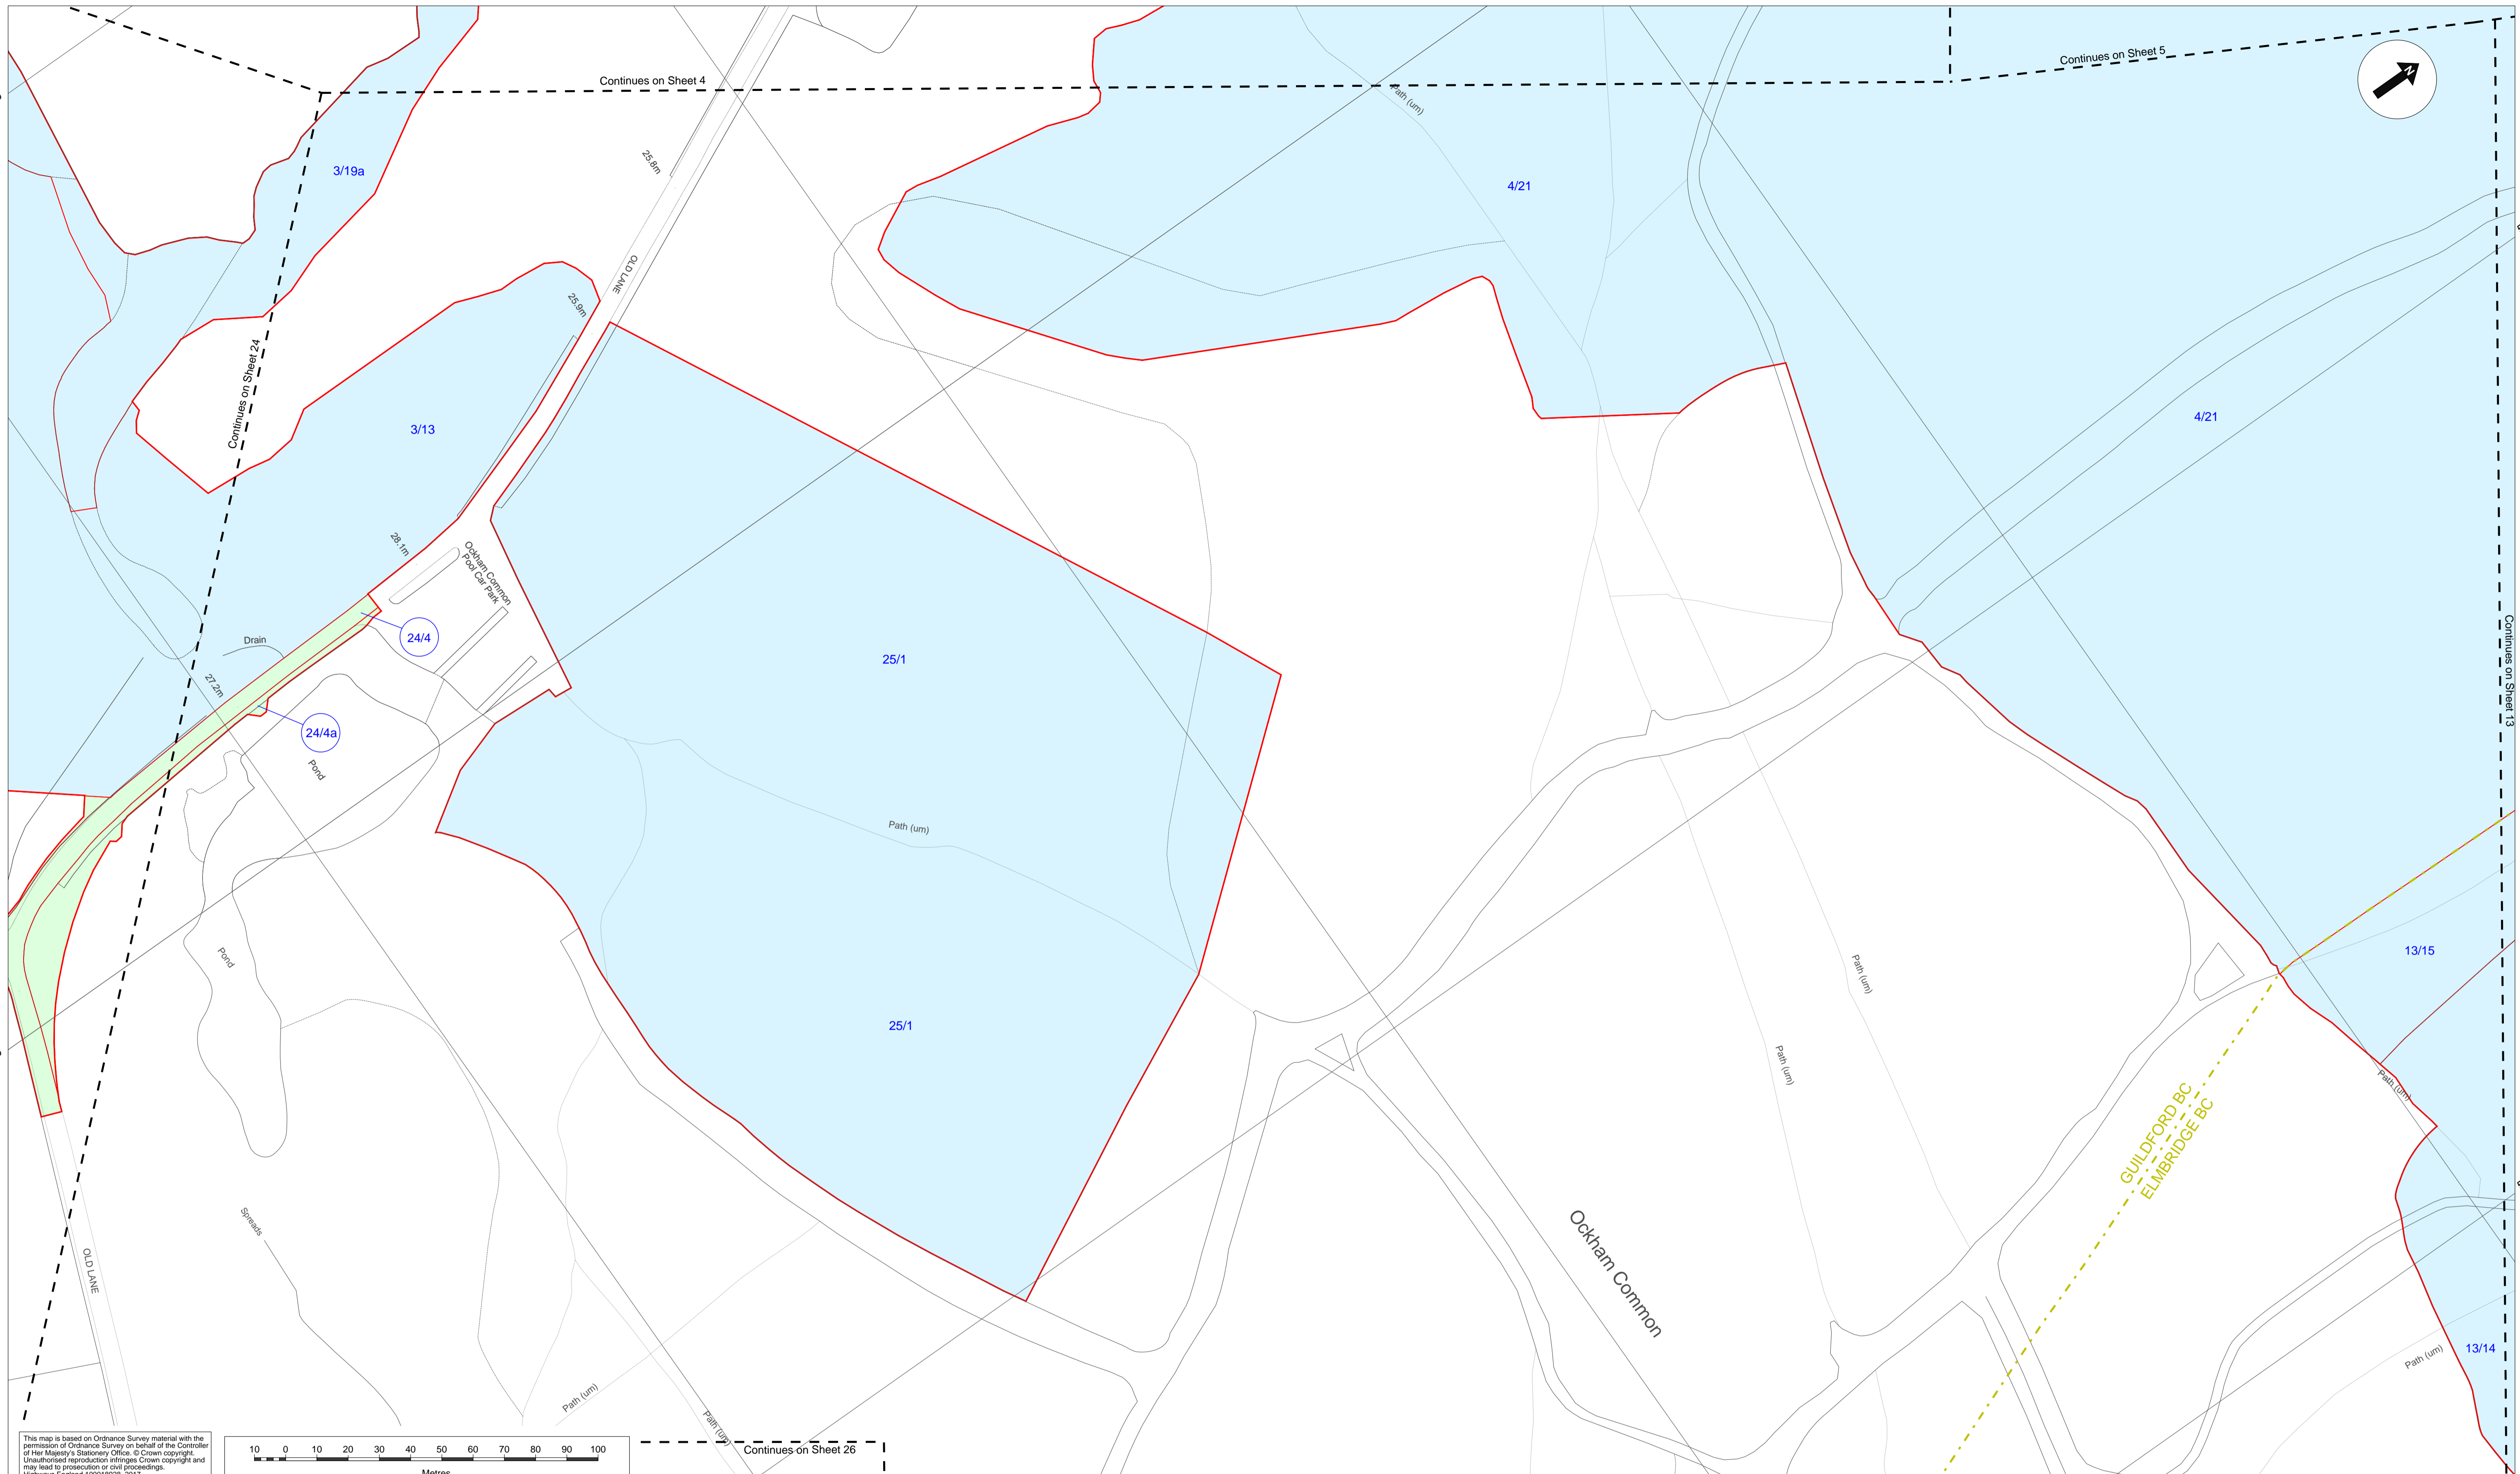 Continues on Sheet 4
Continues on Sheet 5
N
Path (um)
25.8m
3/19a
4/21
OLD LANE
25.9m
Continues on Sheet 24
3/13
4/21
28.1m
Ockham Common
Pool Car Park
24/4
Drain
25/1
27.2m
24/4a
Pond
Continues on Sheet 13
Path (um)
Pond
13/15
Path (um)
25/1
Path (um)
Path (um)
GUILDFORD BC
ELMBRIDGE BC
Spreads
OLD LANE
Ockham Common
13/14
Path (um)
Path (um)
Path (um)
This map is based on Ordnance Survey material with the
permission of Ordnance Survey on behalf of the Controller
of Her Majesty's Stationery Office. © Crown copyright.
Unauthorised reproduction infringes Crown copyright and
may lead to prosecution or civil proceedings.
Highways England 100018928, 2017
10 0 10 20 30 40 50 60 70 80 90 100
Metres
Continues on Sheet 26